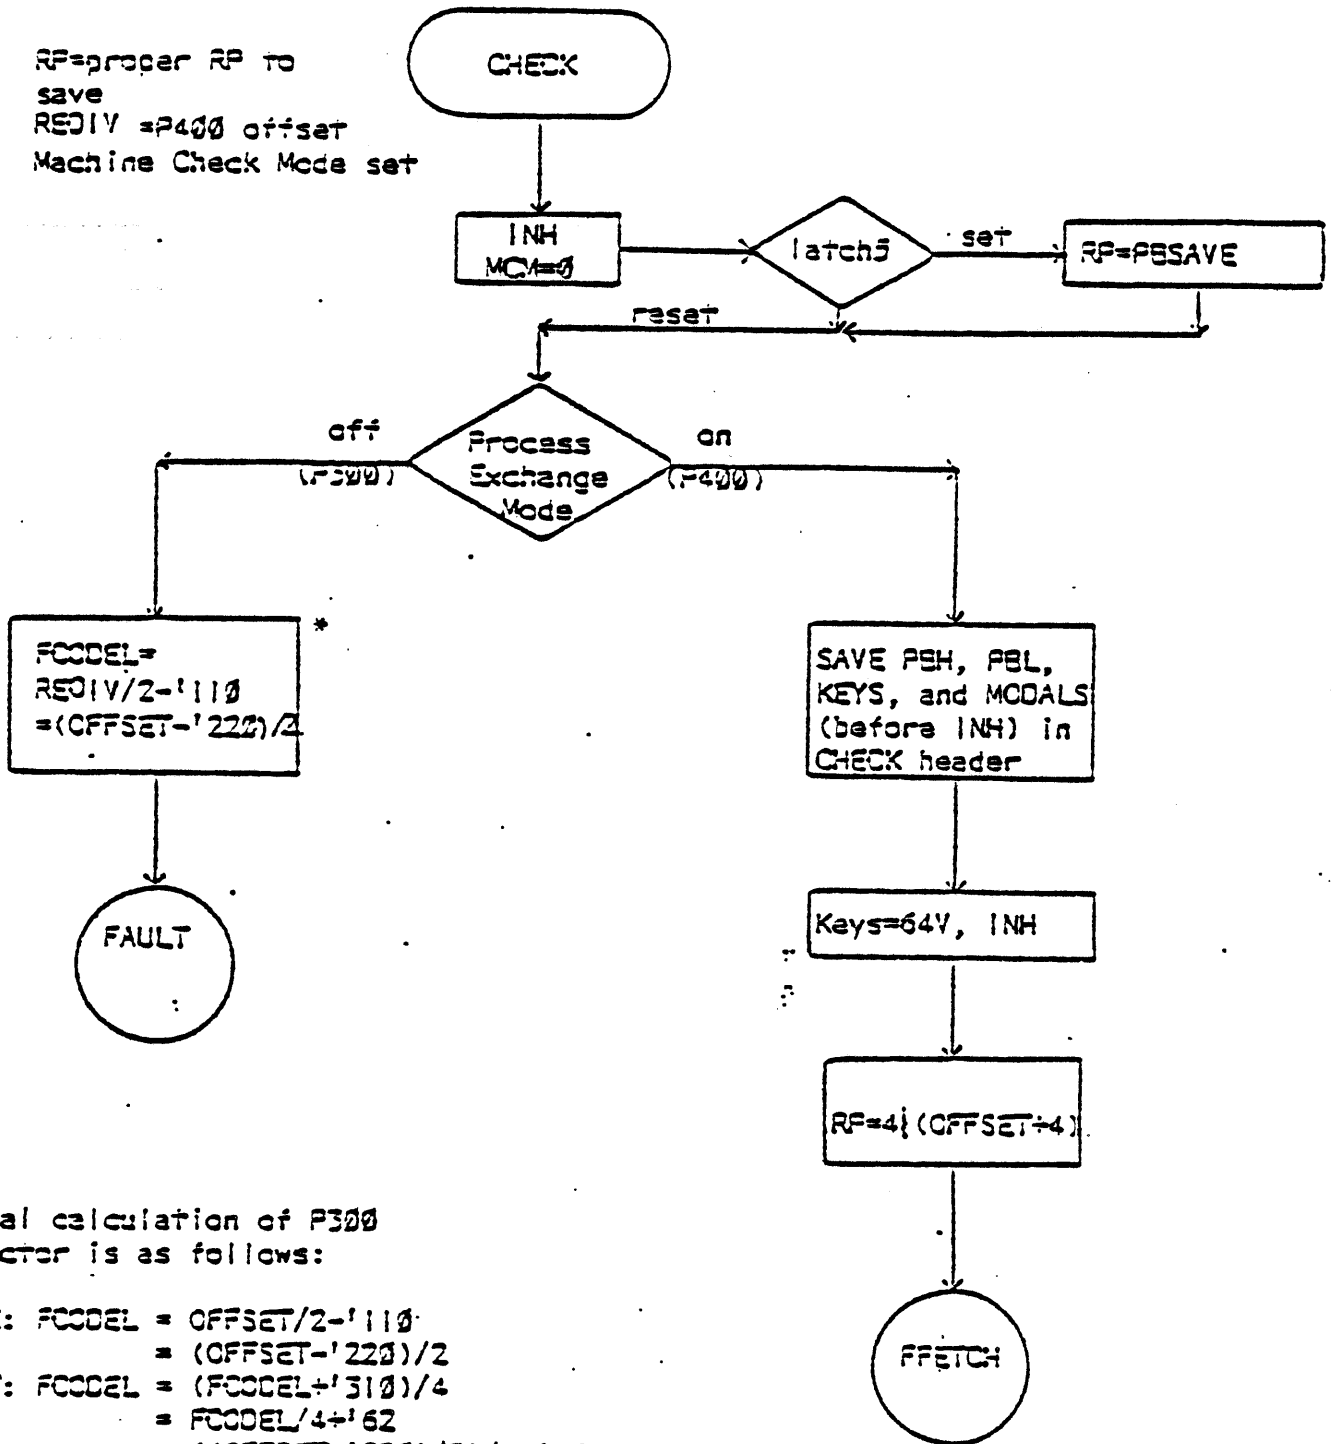 RP=proper RP to
save
REDIV =P400 offset
Machine Check Mode set
CHECK
INH
MCM=0
latch5
set
RP=PBSAVE
reset
off
(P300)
Process
Exchange
Mode
on
(P400)
FCODEL=
REDIV/2-'110
=(OFFSET-'220)/2
*
SAVE PBH, PBL,
KEYS, and MODALS
(before INH) in
CHECK header
FAULT
Keys=64V, INH
RP=4|(OFFSET+4)
FFETCH
al calculation of P300
ctor is as follows:
: FCODEL = OFFSET/2-'110
= (OFFSET-'220)/2
: FCODEL = (FCODEL+'310)/4
= FCODEL/4+'62